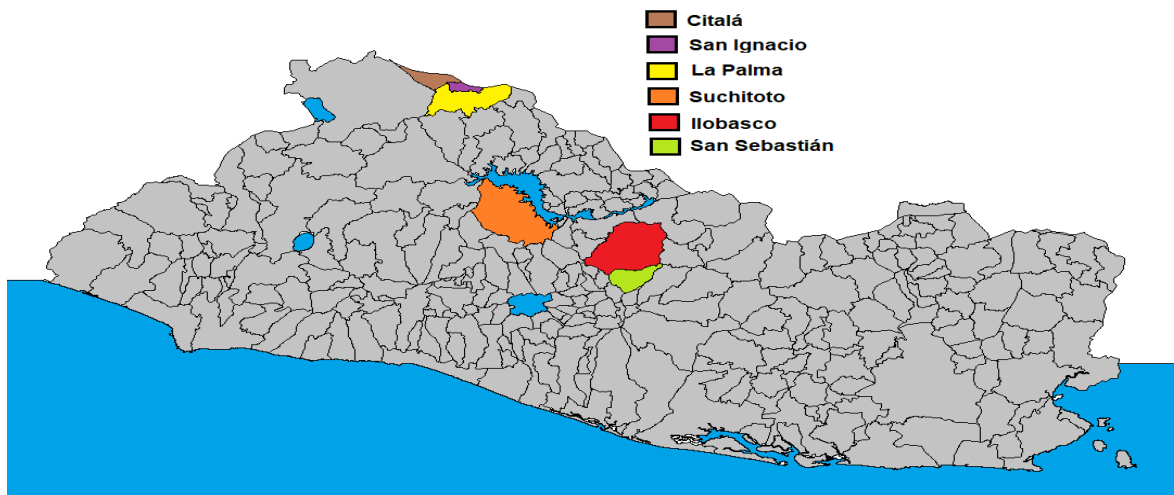 Citalá
San Ignacio
La Palma
Suchitoto
Ilobasco
San Sebastián